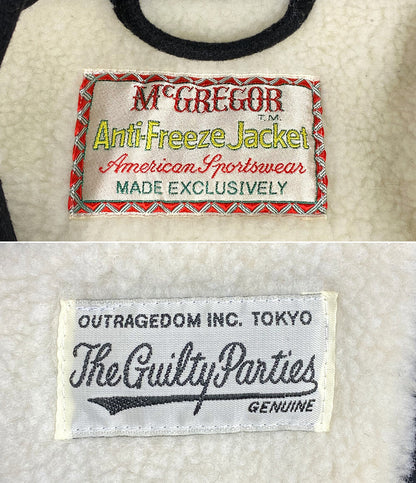 McGREGOR
T.M.
Anti-Freeze Jacket
American Sportswear
MADE EXCLUSIVELY
OUTRAGEDOM INC. TOKYO
The Guilty Parties
GENUINE